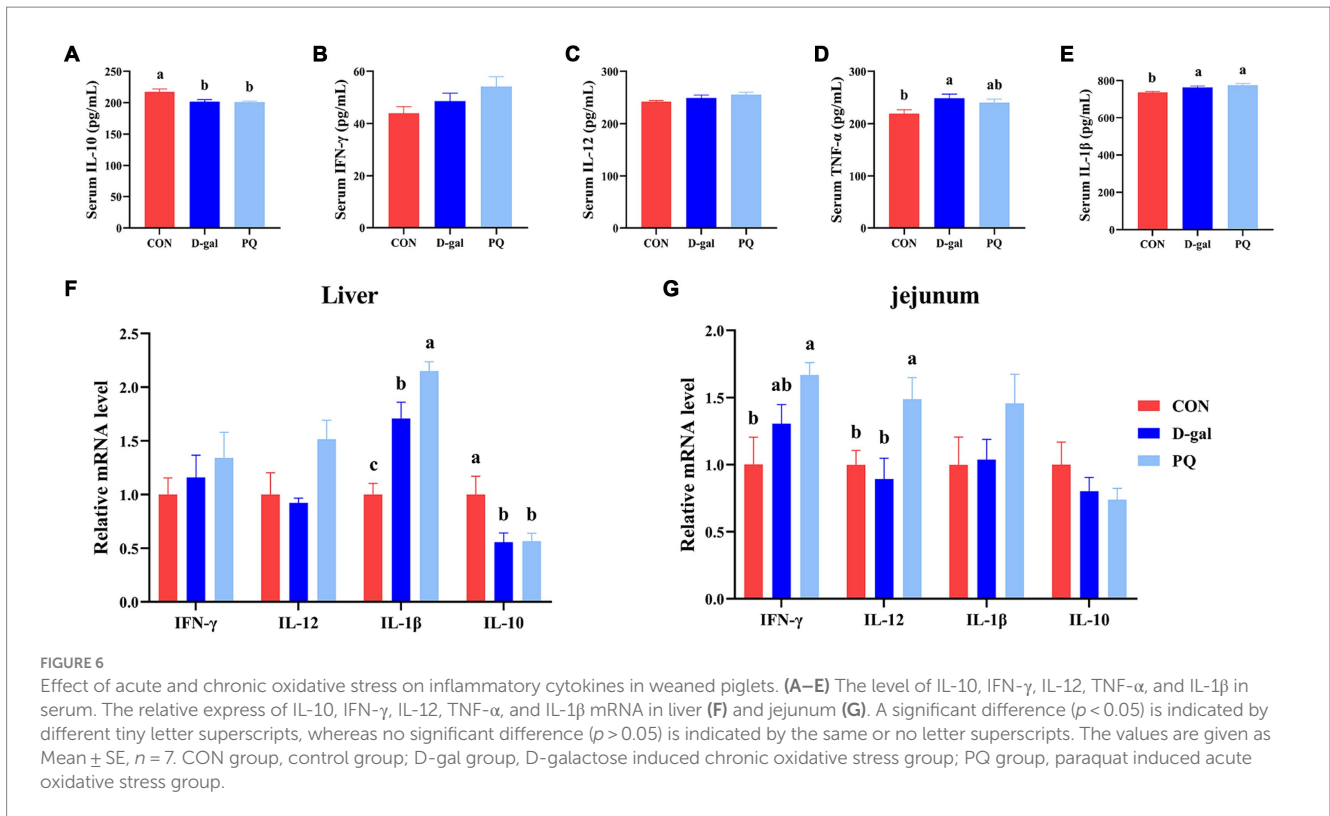 A
B
C
D
E
Serum IL-10 (pg/mL)
250
200
150
100
50
0
a
b
b
CON
D-gal
PQ
Serum IFN-γ (pg/mL)
60
40
20
0
CON
D-gal
PQ
Serum IL-12 (pg/mL)
300
200
100
0
CON
D-gal
PQ
Serum TNF-α (pg/mL)
300
200
100
0
b
a
ab
CON
D-gal
PQ
Serum IL-1β (pg/mL)
800
600
400
200
0
b
a
a
CON
D-gal
PQ
F
Liver
Relative mRNA level
2.5
2.0
1.5
1.0
0.5
0.0
c
b
a
a
b
b
IFN-γ
IL-12
IL-1β
IL-10
G
jejunum
Relative mRNA level
2.0
1.5
1.0
0.5
0.0
b
ab
a
b
b
a
IFN-γ
IL-12
IL-1β
IL-10
CON
D-gal
PQ
FIGURE 6
Effect of acute and chronic oxidative stress on inflammatory cytokines in weaned piglets. (A–E) The level of IL-10, IFN-γ, IL-12, TNF-α, and IL-1β in
serum. The relative express of IL-10, IFN-γ, IL-12, TNF-α, and IL-1β mRNA in liver (F) and jejunum (G). A significant difference (p < 0.05) is indicated by
different tiny letter superscripts, whereas no significant difference (p > 0.05) is indicated by the same or no letter superscripts. The values are given as
Mean ± SE, n = 7. CON group, control group; D-gal group, D-galactose induced chronic oxidative stress group; PQ group, paraquat induced acute
oxidative stress group.